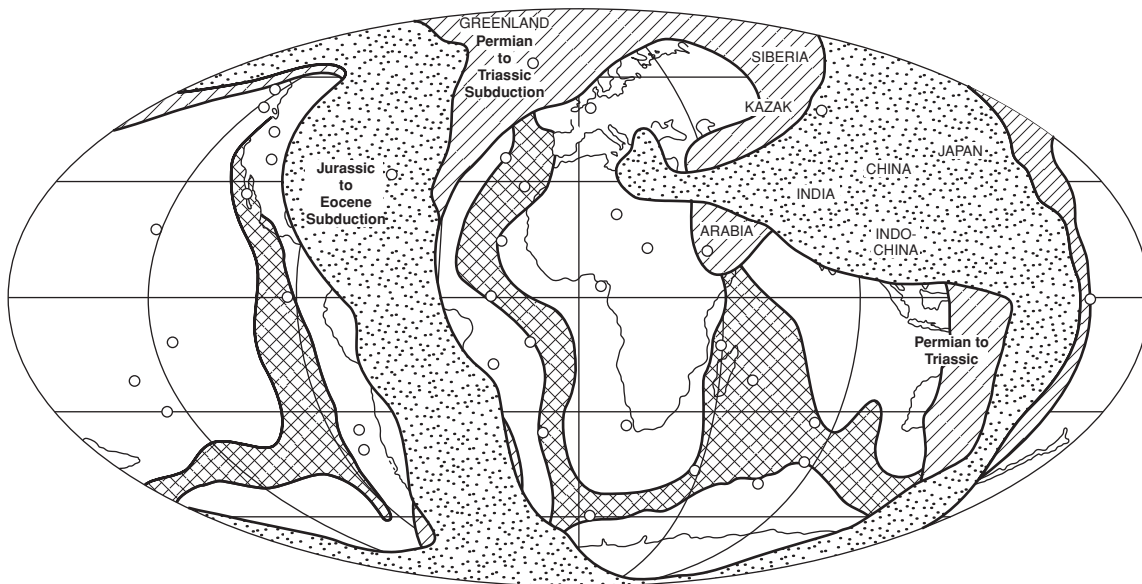 GREENLAND
Permian
to
Triassic
Subduction
SIBERIA
KAZAK
JAPAN
CHINA
Jurassic
to
Eocene
Subduction
INDIA
ARABIA
INDO-
CHINA
Permian to
Triassic